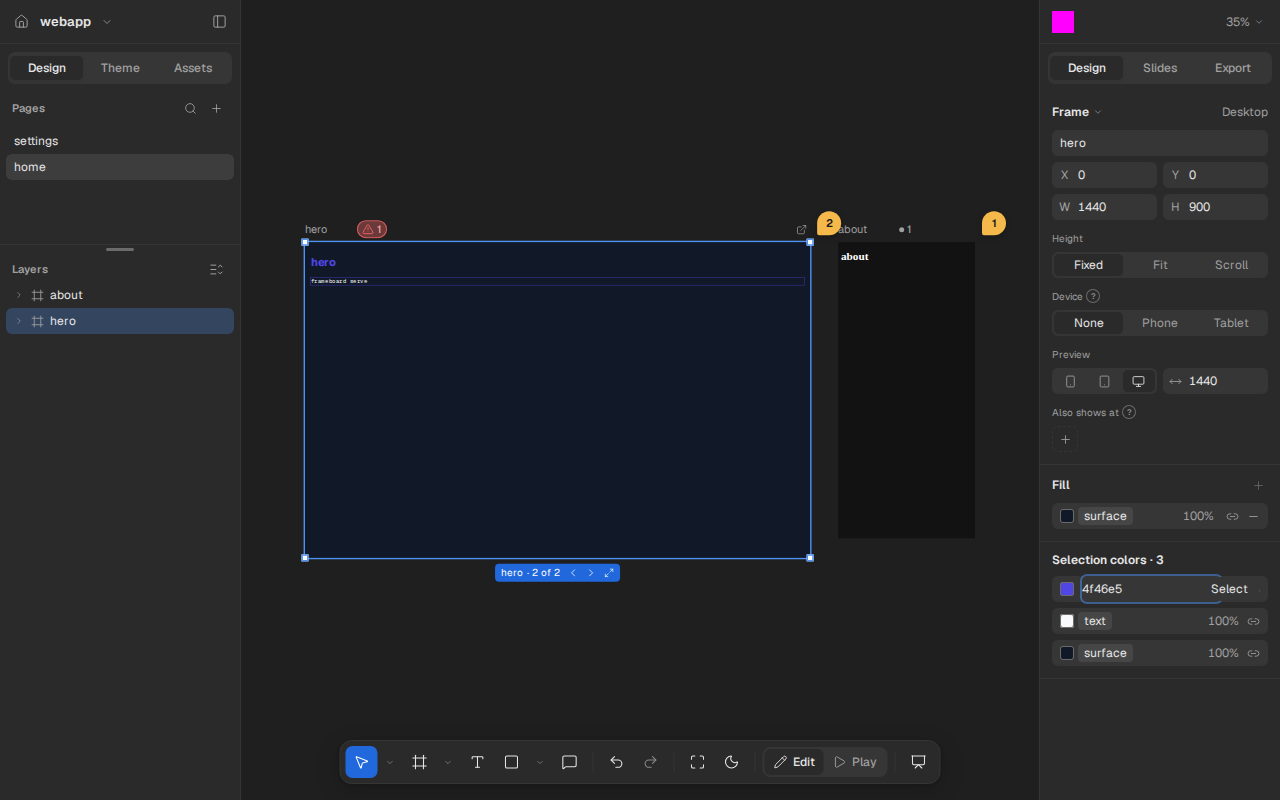 webapp
35%
Design
Theme
Assets
Design
Slides
Export
Pages
settings
home
Layers
about
hero
hero
1
2
about
1
1
hero
frameboard serve
about
hero · 2 of 2
Edit
Play
Frame
Desktop
hero
X 0
Y 0
W 1440
H 900
Height
Fixed
Fit
Scroll
Device ?
None
Phone
Tablet
Preview
1440
Also shows at ?
Fill
surface 100%
Selection colors · 3
4f46e5 Select
text 100%
surface 100%